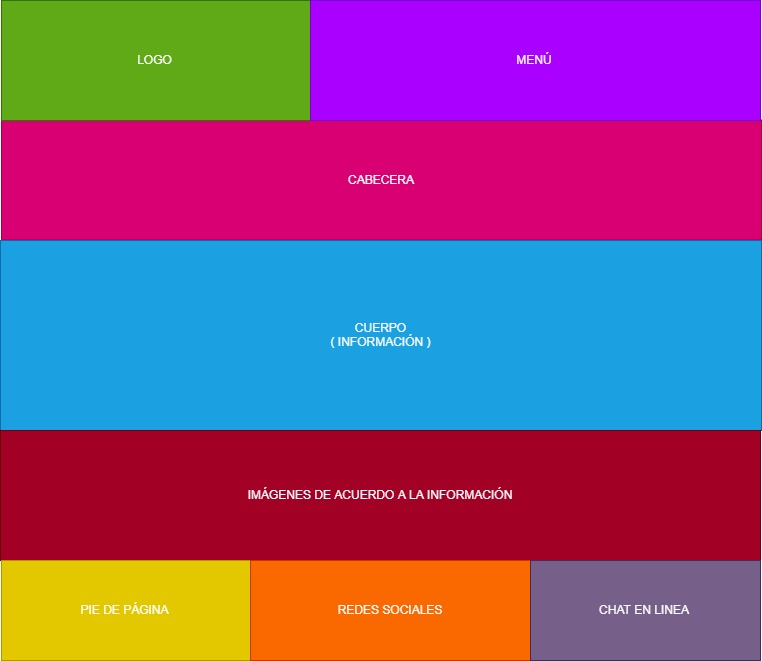 LOGO
MENÚ
CABECERA
CUERPO
( INFORMACIÓN )
IMÁGENES DE ACUERDO A LA INFORMACIÓN
PIE DE PÁGINA
REDES SOCIALES
CHAT EN LINEA